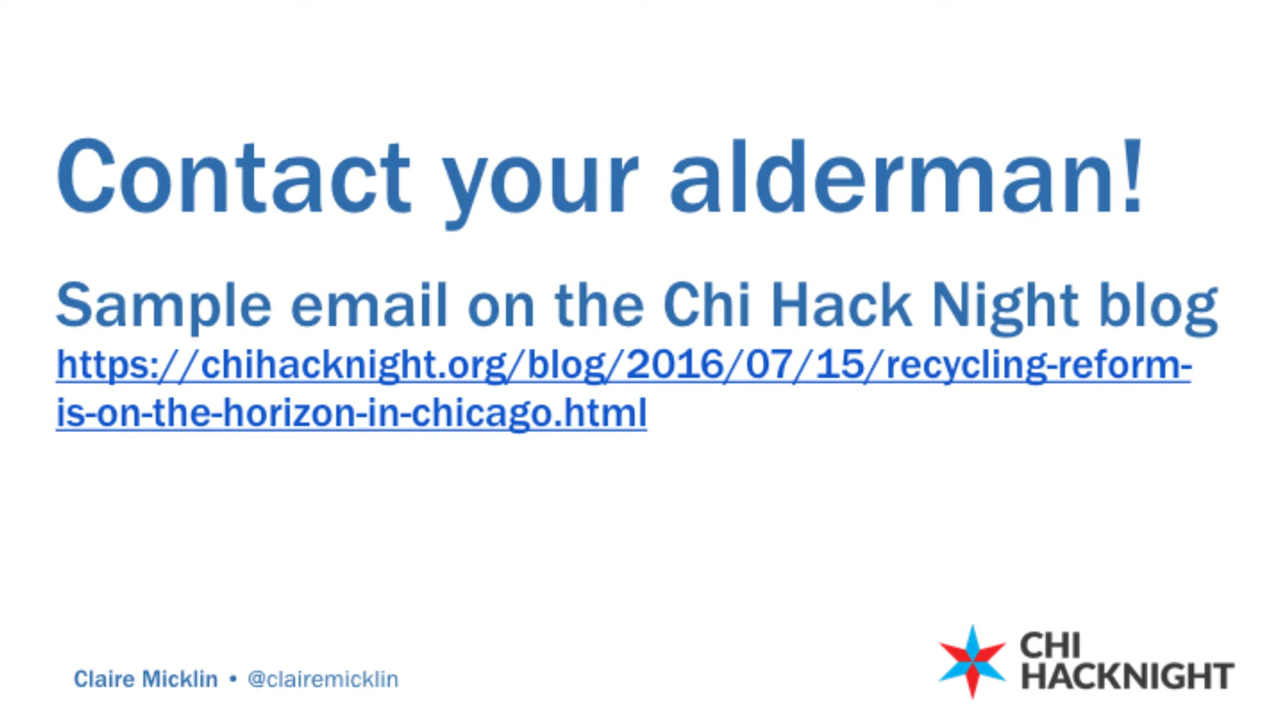 Contact your alderman!
Sample email on the Chi Hack Night blog
https://chihacknight.org/blog/2016/07/15/recycling-reform-
is-on-the-horizon-in-chicago.html
Claire Micklin • @clairemicklin
CHI
HACKNIGHT